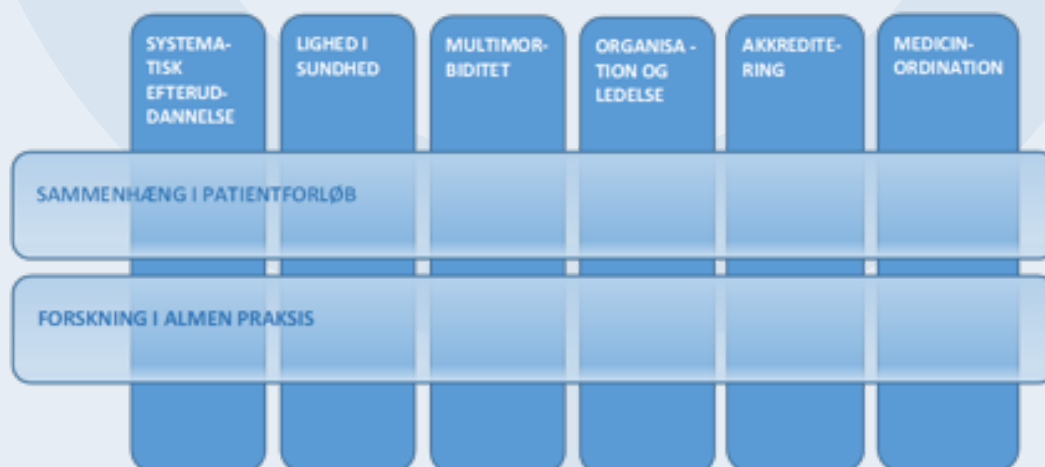 SYSTEMA-
TISK
EFTERUD-
DANNELSE
LIGHED I
SUNDHED
MULTIMOR-
BIDITET
ORGANISA -
TION OG
LEDELSE
AKKREDITE-
RING
MEDICIN-
ORDINATION
SAMMENHÆNG I PATIENTFORLØB
FORSKNING I ALMEN PRAKSIS